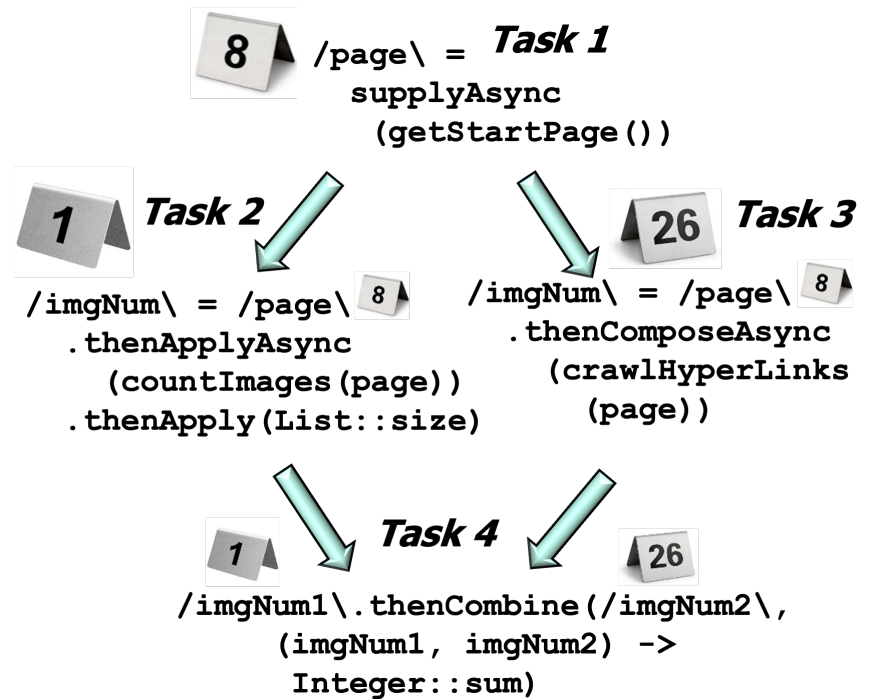 8 /page\ = Task 1
supplyAsync
(getStartPage())
1 Task 2
/imgNum\ = /page\ 8
.thenApplyAsync
(countImages(page))
.thenApply(List::size)
26 Task 3
/imgNum\ = /page\ 8
.thenComposeAsync
(crawlHyperLinks
(page))
Task 4
1 26
/imgNum1\.thenCombine(/imgNum2\,
(imgNum1, imgNum2) ->
Integer::sum)